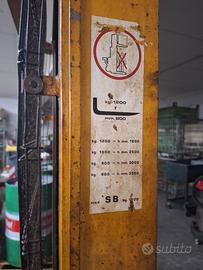 kg.1200
mm.600
kg 1200 - h mm 1600
kg 1000 - h mm 2500
kg 800 - h mm 3000
kg 600 - h mm 3500
SB
subito